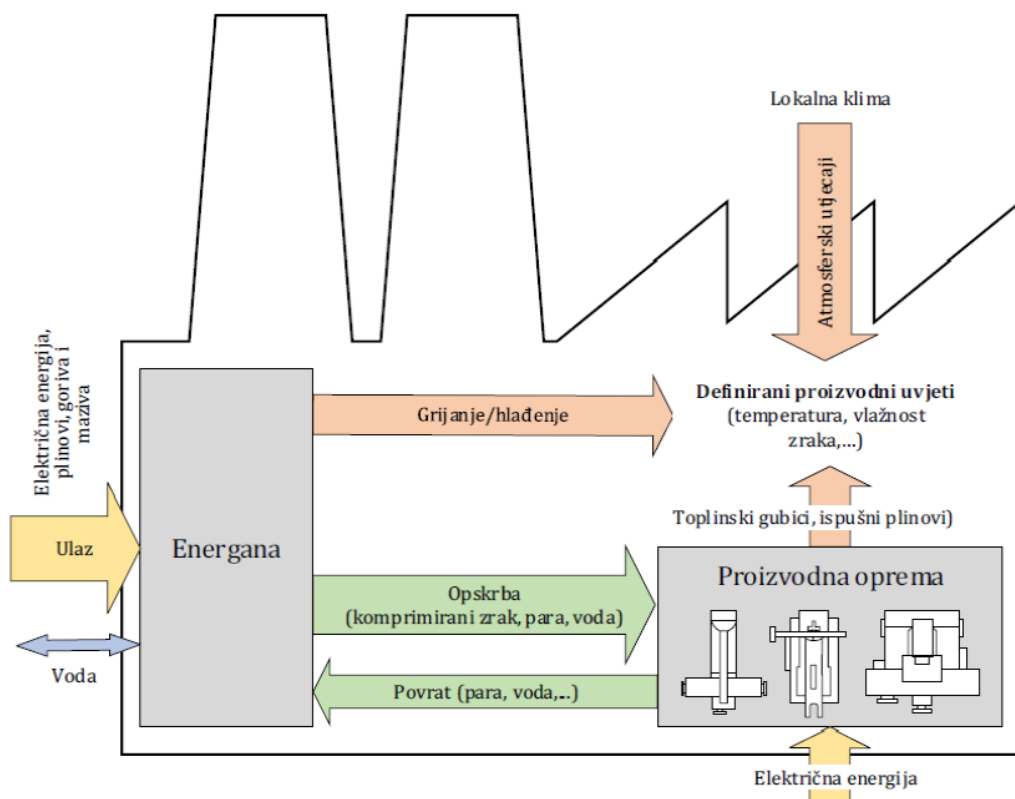 Lokalna klima
Atmosferski utjecaji
Električna energija,
plinovi, goriva i
maziva
Definirani proizvodni uvjeti
(temperatura, vlažnost
zraka,...)
Grijanje/hlađenje
Toplinski gubici, ispušni plinovi)
Ulaz
Energana
Proizvodna oprema
Opskrba
(komprimirani zrak, para, voda)
Voda
Povrat (para, voda,...)
Električna energija